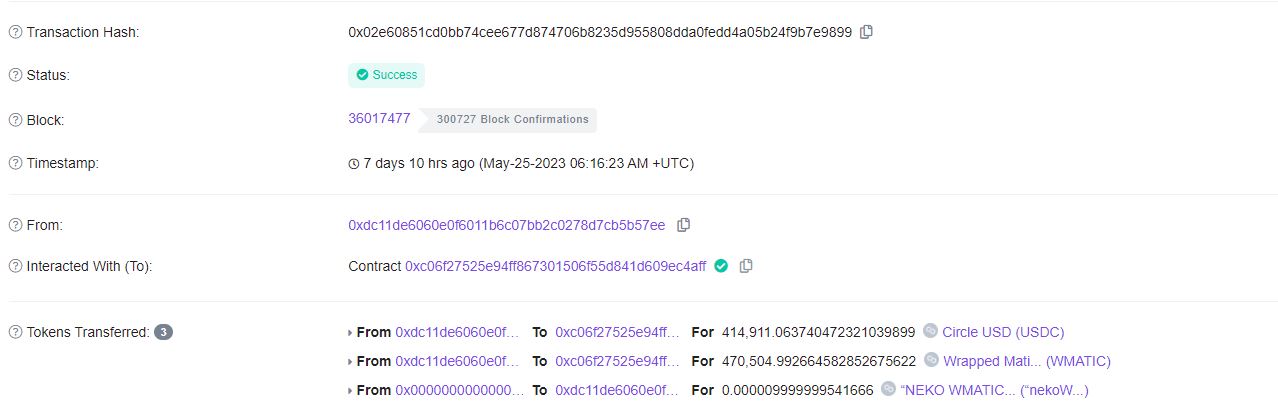 Transaction Hash: 0x02e60851cd0bb74cee677d874706b8235d955808dda0fedd4a05b24f9b7e9899
Status: Success
Block: 36017477 300727 Block Confirmations
Timestamp: 7 days 10 hrs ago (May-25-2023 06:16:23 AM +UTC)
From: 0xdc11de6060e0f6011b6c07bb2c0278d7cb5b57ee
Interacted With (To): Contract 0xc06f27525e94ff867301506f55d841d609ec4aff
Tokens Transferred: 3 From 0xdc11de6060e0f... To 0xc06f27525e94ff... For 414,911.063740472321039899 Circle USD (USDC)
From 0xdc11de6060e0f... To 0xc06f27525e94ff... For 470,504.992664582852675622 Wrapped Mati... (WMATIC)
From 0x0000000000000... To 0xdc11de6060e0f... For 0.000009999999541666 “NEKO WMATIC... (“nekoW...)